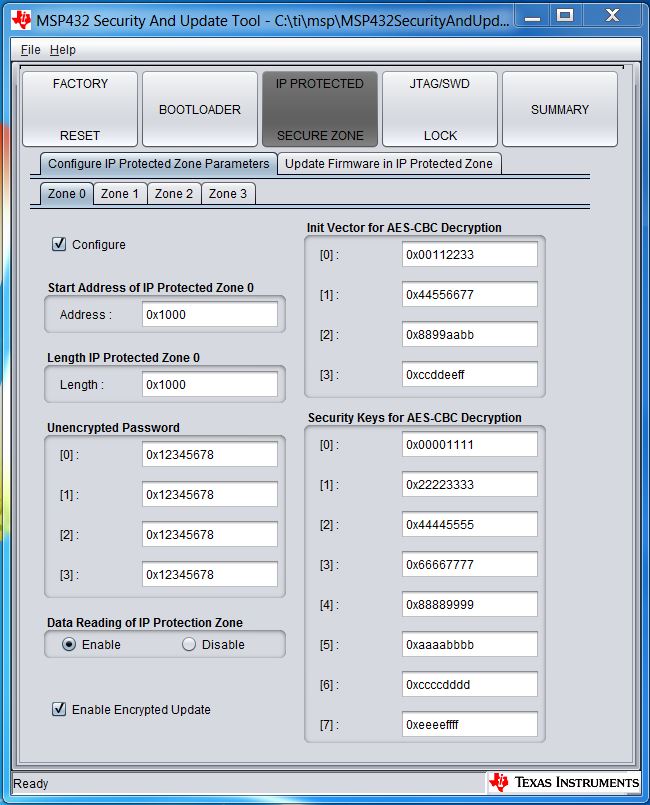 MSP432 Security And Update Tool - C:\ti\msp\MSP432SecurityAndUpd...
File Help
FACTORY RESET
BOOTLOADER
IP PROTECTED SECURE ZONE
JTAG/SWD LOCK
SUMMARY
Configure IP Protected Zone Parameters
Update Firmware in IP Protected Zone
Zone 0
Zone 1
Zone 2
Zone 3
Configure
Start Address of IP Protected Zone 0
Address : 0x1000
Length IP Protected Zone 0
Length : 0x1000
Unencrypted Password
[0] : 0x12345678
[1] : 0x12345678
[2] : 0x12345678
[3] : 0x12345678
Data Reading of IP Protection Zone
Enable Disable
Enable Encrypted Update
Init Vector for AES-CBC Decryption
[0] : 0x00112233
[1] : 0x44556677
[2] : 0x8899aabb
[3] : 0xccddeeff
Security Keys for AES-CBC Decryption
[0] : 0x00001111
[1] : 0x22223333
[2] : 0x44445555
[3] : 0x66667777
[4] : 0x88889999
[5] : 0xaaaabbbb
[6] : 0xccccdddd
[7] : 0xeeeeffff
Ready
TEXAS INSTRUMENTS